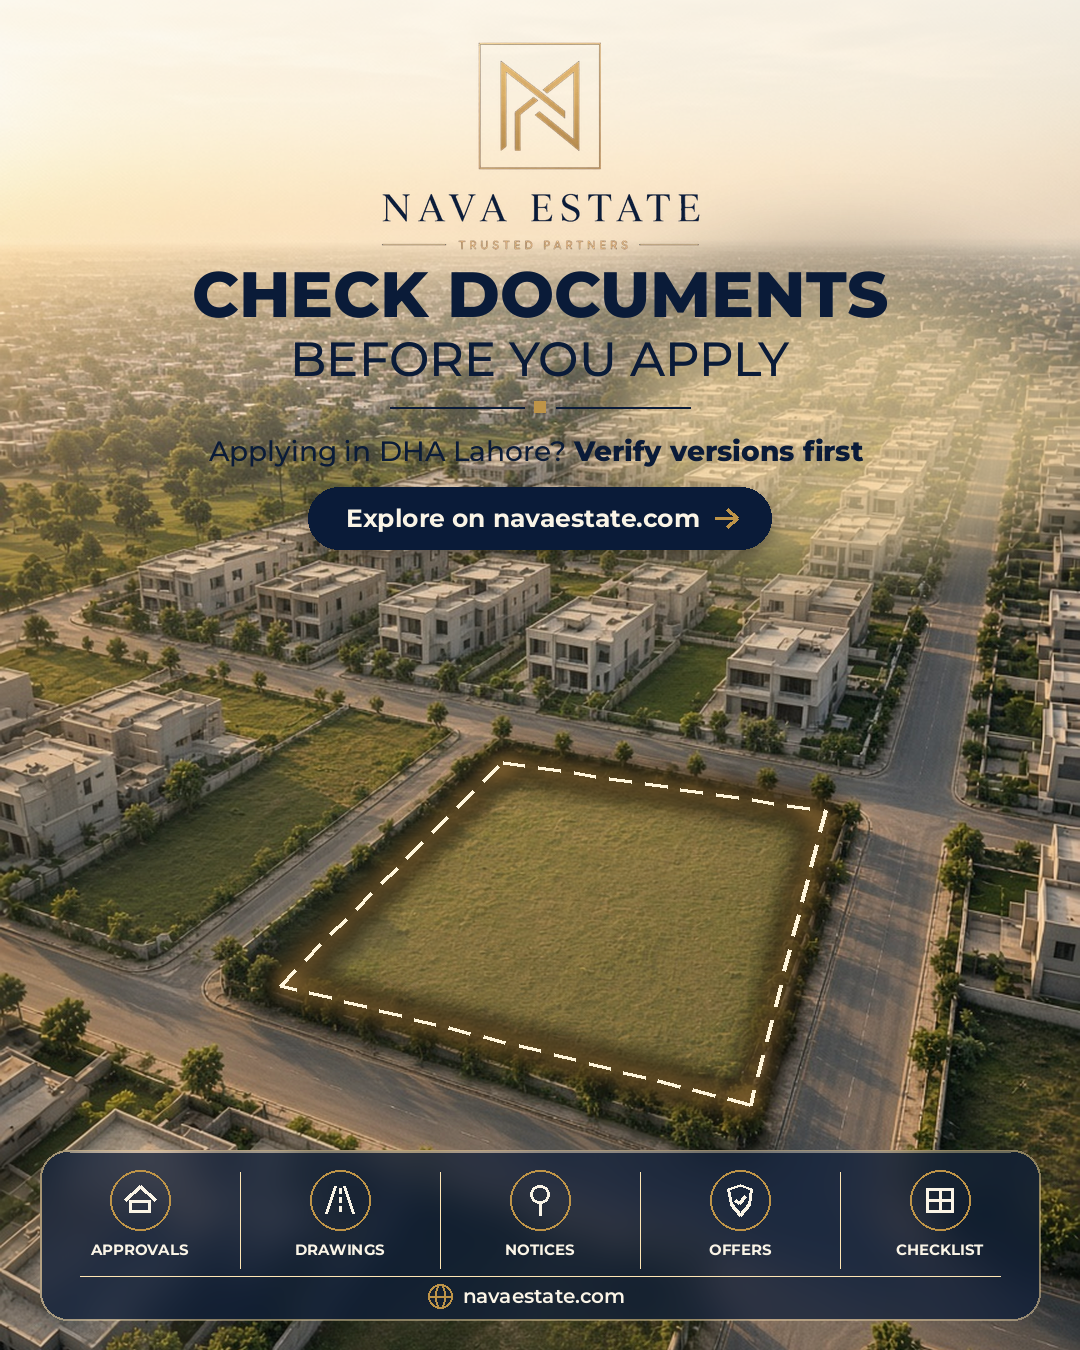 NAVA ESTATE
TRUSTED PARTNERS
CHECK DOCUMENTS
BEFORE YOU APPLY
Applying in DHA Lahore? Verify versions first
Explore on navaestate.com
APPROVALS
DRAWINGS
NOTICES
OFFERS
CHECKLIST
navaestate.com